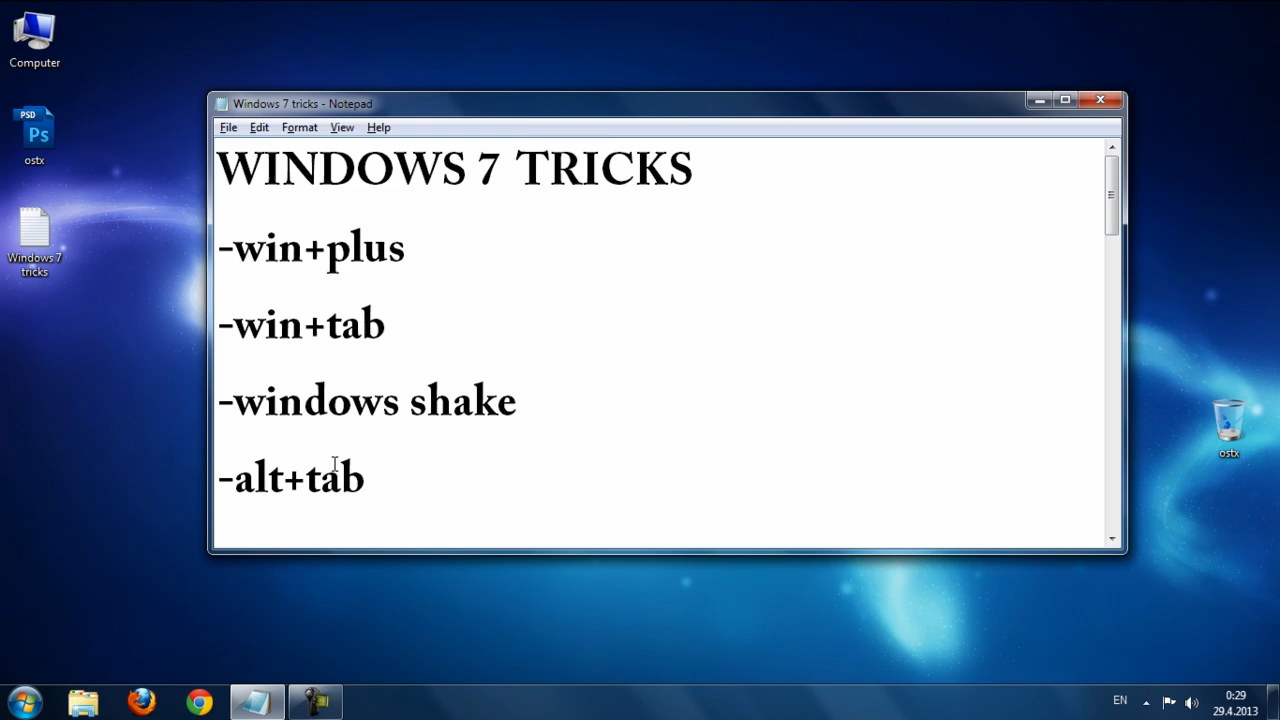 Computer
PSD
Ps
ostx
Windows 7
tricks
Windows 7 tricks - Notepad
File Edit Format View Help
WINDOWS 7 TRICKS
-win+plus
-win+tab
-windows shake
-alt+tab
ostx
EN
0:29
29.4.2013